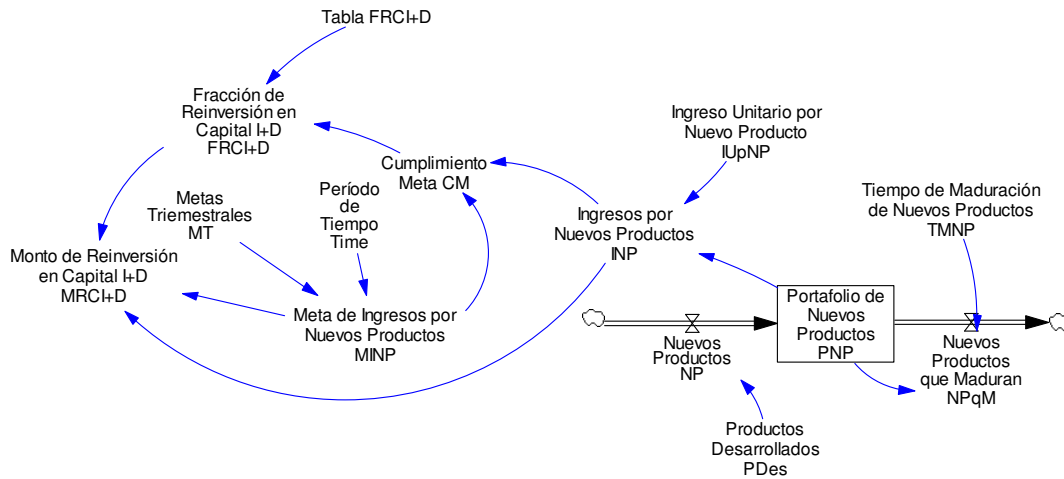 Tabla FRCI+D
Fracción de
Reinversión en
Capital I+D
FRCI+D
Ingreso Unitario por
Nuevo Producto
IUpNP
Cumplimiento
Meta CM
Metas
Triemestrales
MT
Período
de
Tiempo
Time
Tiempo de Maduración
de Nuevos Productos
TMNP
Ingresos por
Nuevos Productos
INP
Monto de Reinversión
en Capital I+D
MRCI+D
Meta de Ingresos por
Nuevos Productos
MINP
Portafolio de
Nuevos
Productos
PNP
Nuevos
Productos
NP
Nuevos
Productos
que Maduran
NPqM
Productos
Desarrollados
PDes